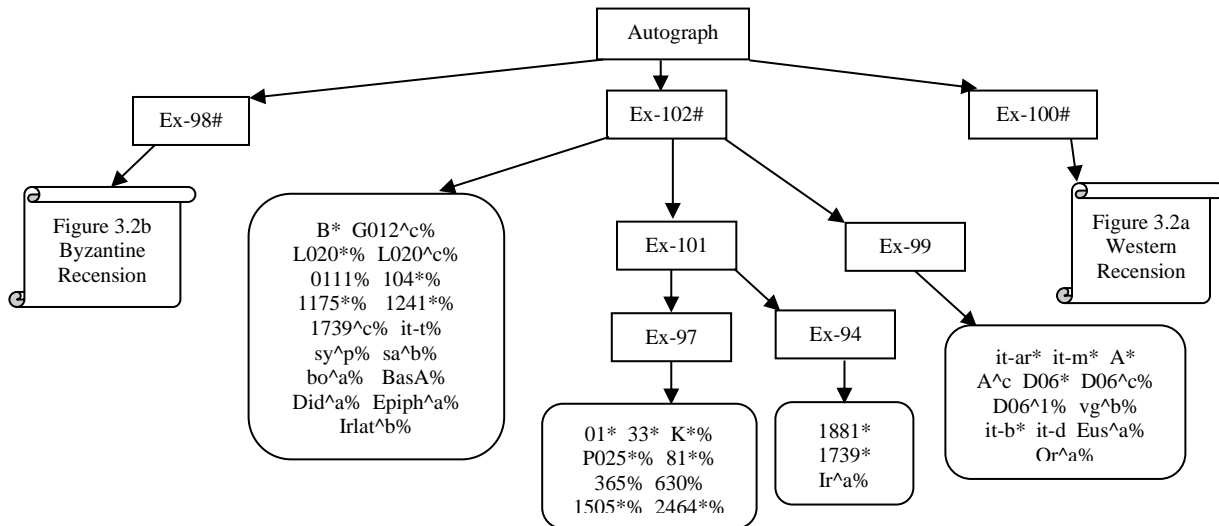 Autograph
Ex-98#
Ex-102#
Ex-100#
Figure 3.2b
Byzantine
Recension
B* G012^c%
L020*% L020^c%
0111% 104*%
1175*% 1241*%
1739^c% it-t%
sy^p% sa^b%
bo^a% BasA%
Did^a% Epiph^a%
Irlat^b%
Ex-101
Ex-99
Figure 3.2a
Western
Recension
Ex-97
Ex-94
01* 33* K*%
P025*% 81*%
365% 630%
1505*% 2464*%
1881*
1739*
Ir^a%
it-ar* it-m* A*
A^c D06* D06^c%
D06^1% vg^b%
it-b* it-d Eus^a%
Or^a%